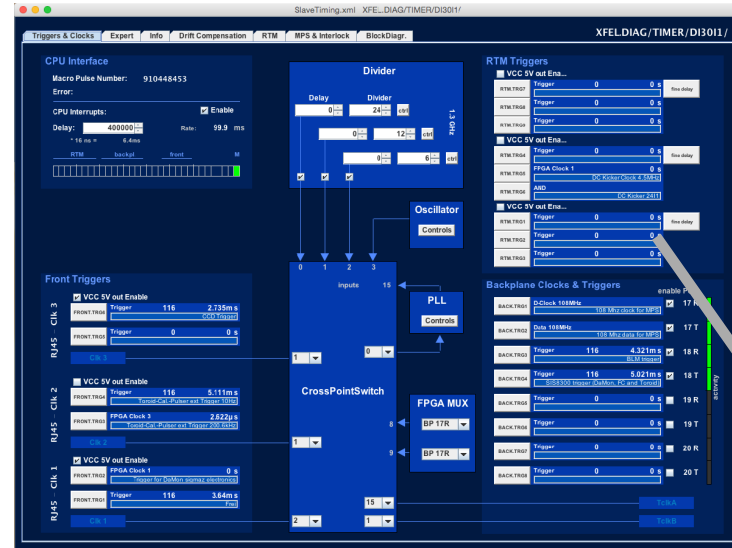 SlaveTiming.xml XFE_.DIAG/TIMER/DI30I1/
Triggers & Clocks Expert Info Drift Compensation RTM MPS & Interlock BlockDiagr.
XFEL.DIAG/TIMER/DI30I1/
CPU Interface
Macro Pulse Number: 910448453
Error:
CPU Interrupts: Enable
Delay: 400000 Rate: 99.9 ms
* 16 ns = 6.4ms
RTM backpl front M
Divider
Delay Divider
0 24 ctrl
0 12 ctrl
0 6 ctrl
1.3 GHz
Oscillator
Controls
0 1 2 3
inputs 15
PLL
Controls
1 0
CrossPointSwitch
FPGA MUX
8 BP 17R
1
9 BP 17R
15
2 1
Front Triggers
RJ45 - Clk 3
VCC 5V out Enable
FRONT.TRG6 Trigger 116 2.735ms
CCD Trigger
FRONT.TRG5 Trigger 0 0 s
Clk 3
RJ45 - Clk 2
VCC 5V out Enable
FRONT.TRG4 Trigger 116 5.111ms
Toroid-Cal.-Pulser ext Trigger 10Hz
FRONT.TRG3 FPGA Clock 3 2.622µs
Toroid-Cal.-Pulser ext Trigger 200.6kHz
Clk 2
RJ45 - Clk 1
VCC 5V out Enable
FRONT.TRG2 FPGA Clock 1 0 s
Trigger for DaMon sigmaz electronics
FRONT.TRG1 Trigger 116 3.64ms
Frei
Clk 1
RTM Triggers
VCC 5V out Ena...
RTM.TRG7 Trigger 0 0 s fine delay
RTM.TRG8 Trigger 0 0 s
RTM.TRG9 Trigger 0 0 s
VCC 5V out Ena...
RTM.TRG4 Trigger 0 0 s fine delay
RTM.TRG5 FPGA Clock 1 0 s
DC Kicker Clock 4.5MHz
RTM.TRG6 AND
DC Kicker 24I1
VCC 5V out Ena...
RTM.TRG1 Trigger 0 0 s fine delay
RTM.TRG2 Trigger 0 0 s
RTM.TRG3 Trigger 0 0 s
Backplane Clocks & Triggers
enable
BACK.TRG1 D-Clock 108MHz 17 R
108 Mhz clock for MPS
BACK.TRG2 Data 108MHz 17 T
108 Mhz data for MPS
BACK.TRG3 Trigger 116 4.321ms 18 R
BLM trigger
BACK.TRG4 Trigger 116 5.021ms 18 T
SIS8300 trigger (DaMon, FC and Toroid)
BACK.TRG5 Trigger 0 0 s 19 R
BACK.TRG6 Trigger 0 0 s 19 T
BACK.TRG7 Trigger 0 0 s 20 R
BACK.TRG8 Trigger 0 0 s 20 T
activity
TclkA
TclkB